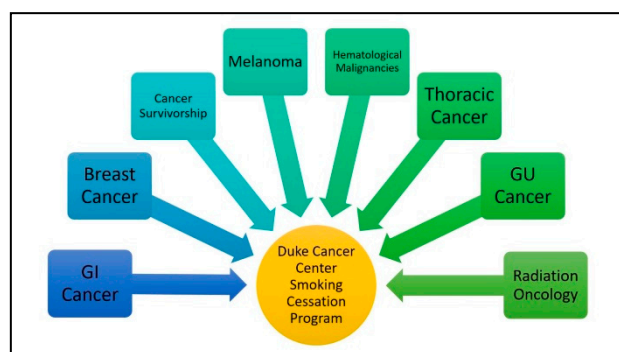 GI
Cancer
Breast
Cancer
Cancer
Survivorship
Melanoma
Hematological
Malignancies
Thoracic
Cancer
GU
Cancer
Radiation
Oncology
Duke Cancer
Center
Smoking
Cessation
Program